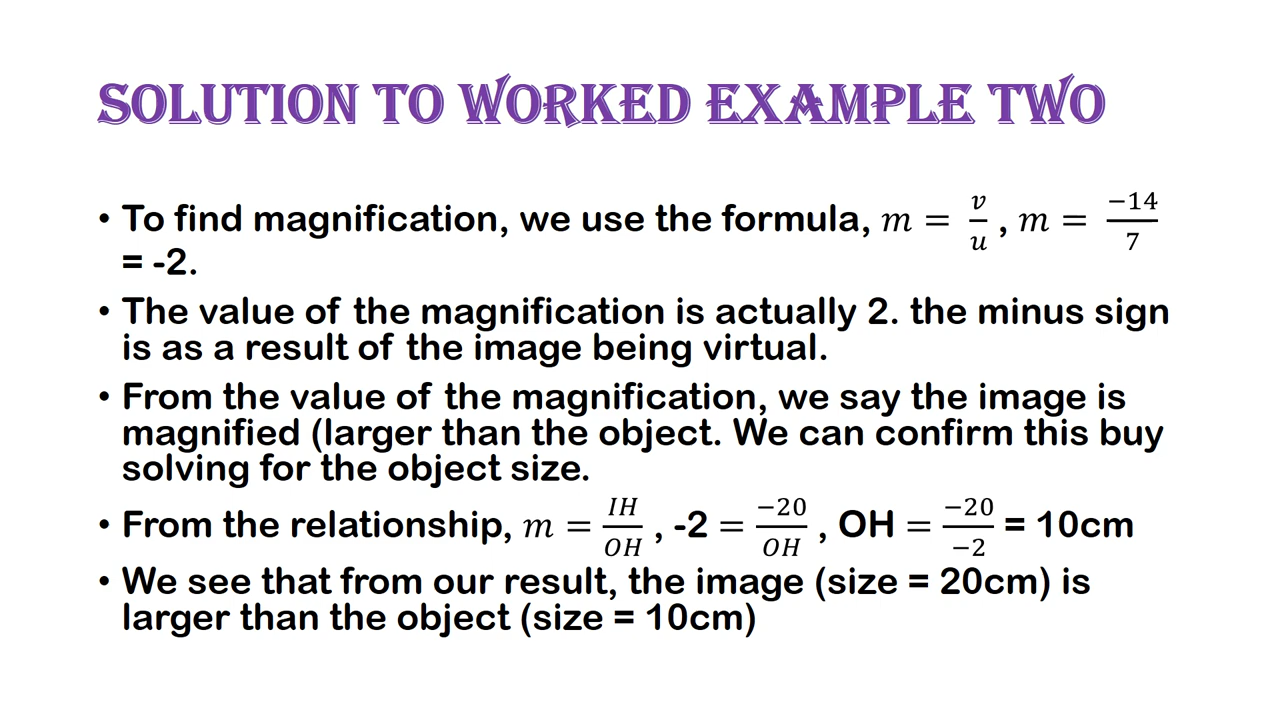 SOLUTION TO WORKED EXAMPLE TWO
• To find magnification, we use the formula, m = v/u , m = −14/7
= -2.
• The value of the magnification is actually 2. the minus sign
is as a result of the image being virtual.
• From the value of the magnification, we say the image is
magnified (larger than the object. We can confirm this buy
solving for the object size.
• From the relationship, m = IH/OH , -2 = −20/OH , OH = −20/−2 = 10cm
• We see that from our result, the image (size = 20cm) is
larger than the object (size = 10cm)